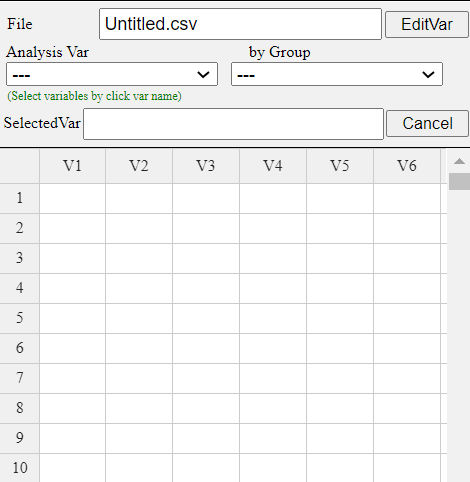 File Untitled.csv EditVar
Analysis Var by Group
--- ---
(Select variables by click var name)
SelectedVar Cancel
V1 V2 V3 V4 V5 V6
1
2
3
4
5
6
7
8
9
10